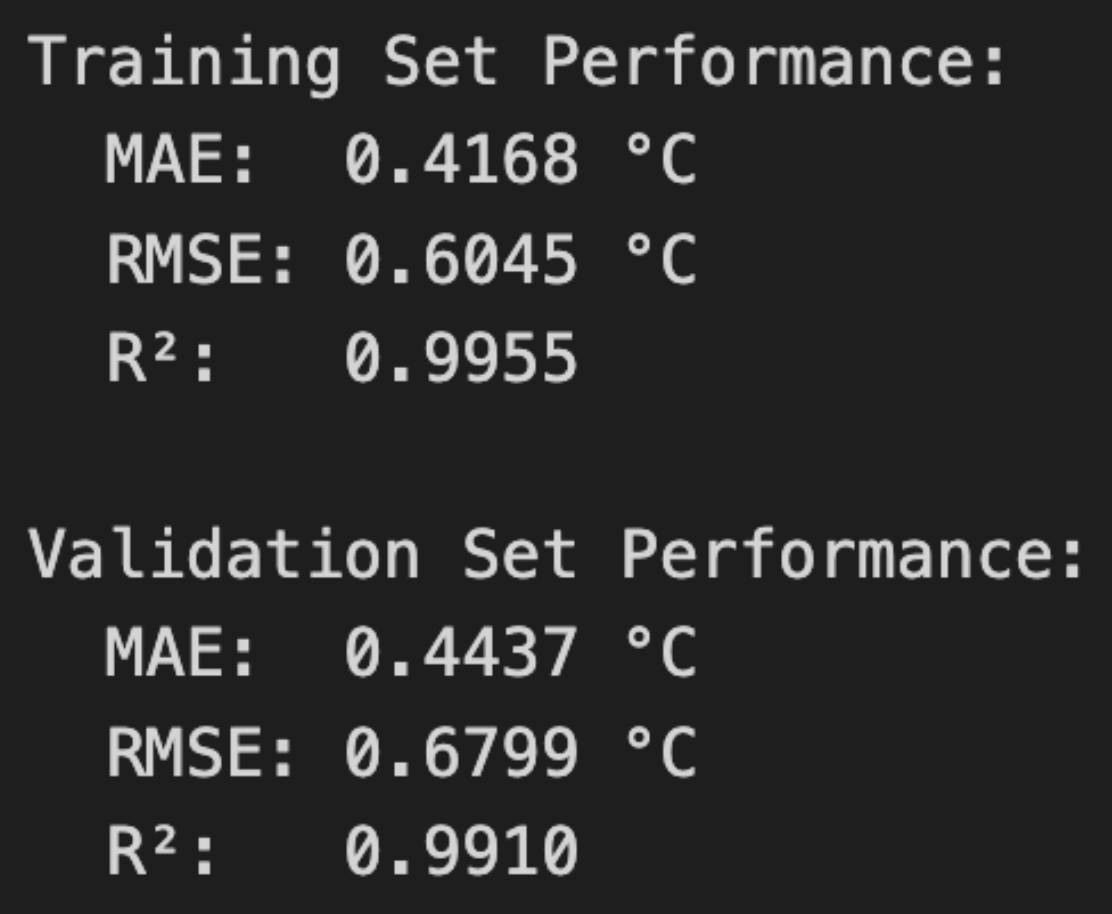 Training Set Performance:
  MAE:  0.4168 °C
  RMSE: 0.6045 °C
  R²:   0.9955

Validation Set Performance:
  MAE:  0.4437 °C
  RMSE: 0.6799 °C
  R²:   0.9910